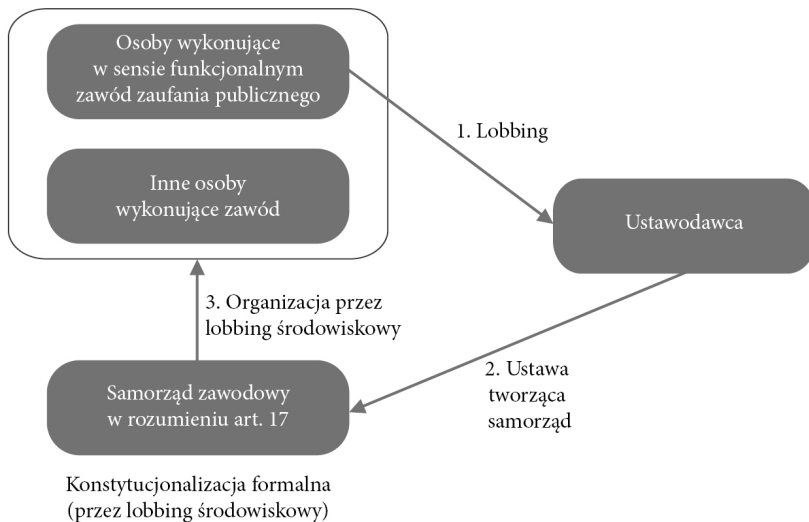 Osoby wykonujące
w sensie funkcjonalnym
zawód zaufania publicznego
1. Lobbing
Inne osoby
wykonujące zawód
Ustawodawca
3. Organizacja przez
lobbing środowiskowy
2. Ustawa
tworząca
samorząd
Samorząd zawodowy
w rozumieniu art. 17
Konstytucjonalizacja formalna
(przez lobbing środowiskowy)